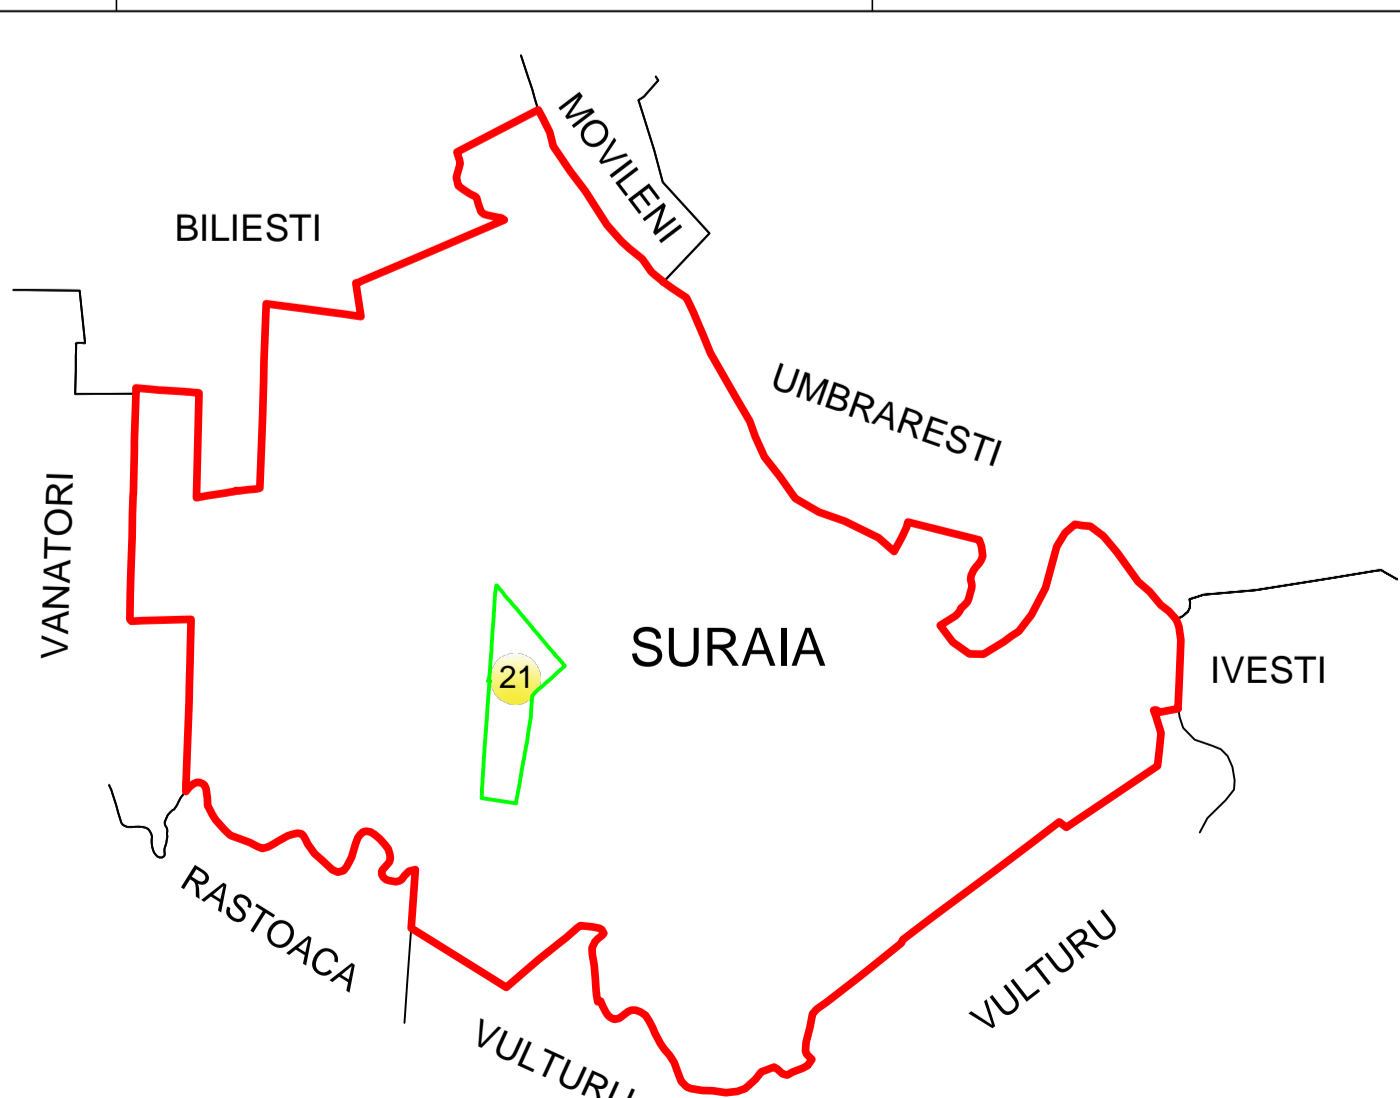 MOVILENI
BILIESTI
UMBRARESTI
VANATORI
SURAIA
21
IVESTI
RASTOACA
VULTURU
VULTURU